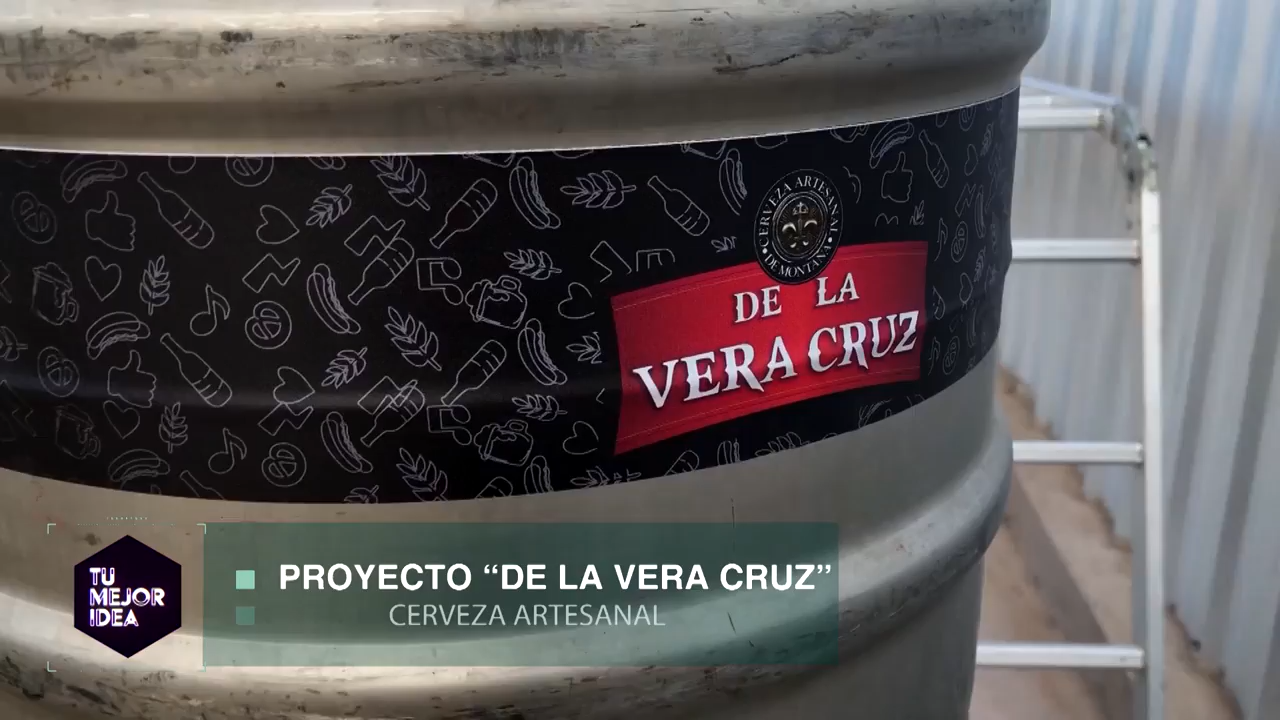 CERVEZA ARTESANAL
DE MONTAÑA
DE LA
VERA CRUZ
TU
MEJOR
IDEA
PROYECTO “DE LA VERA CRUZ”
CERVEZA ARTESANAL